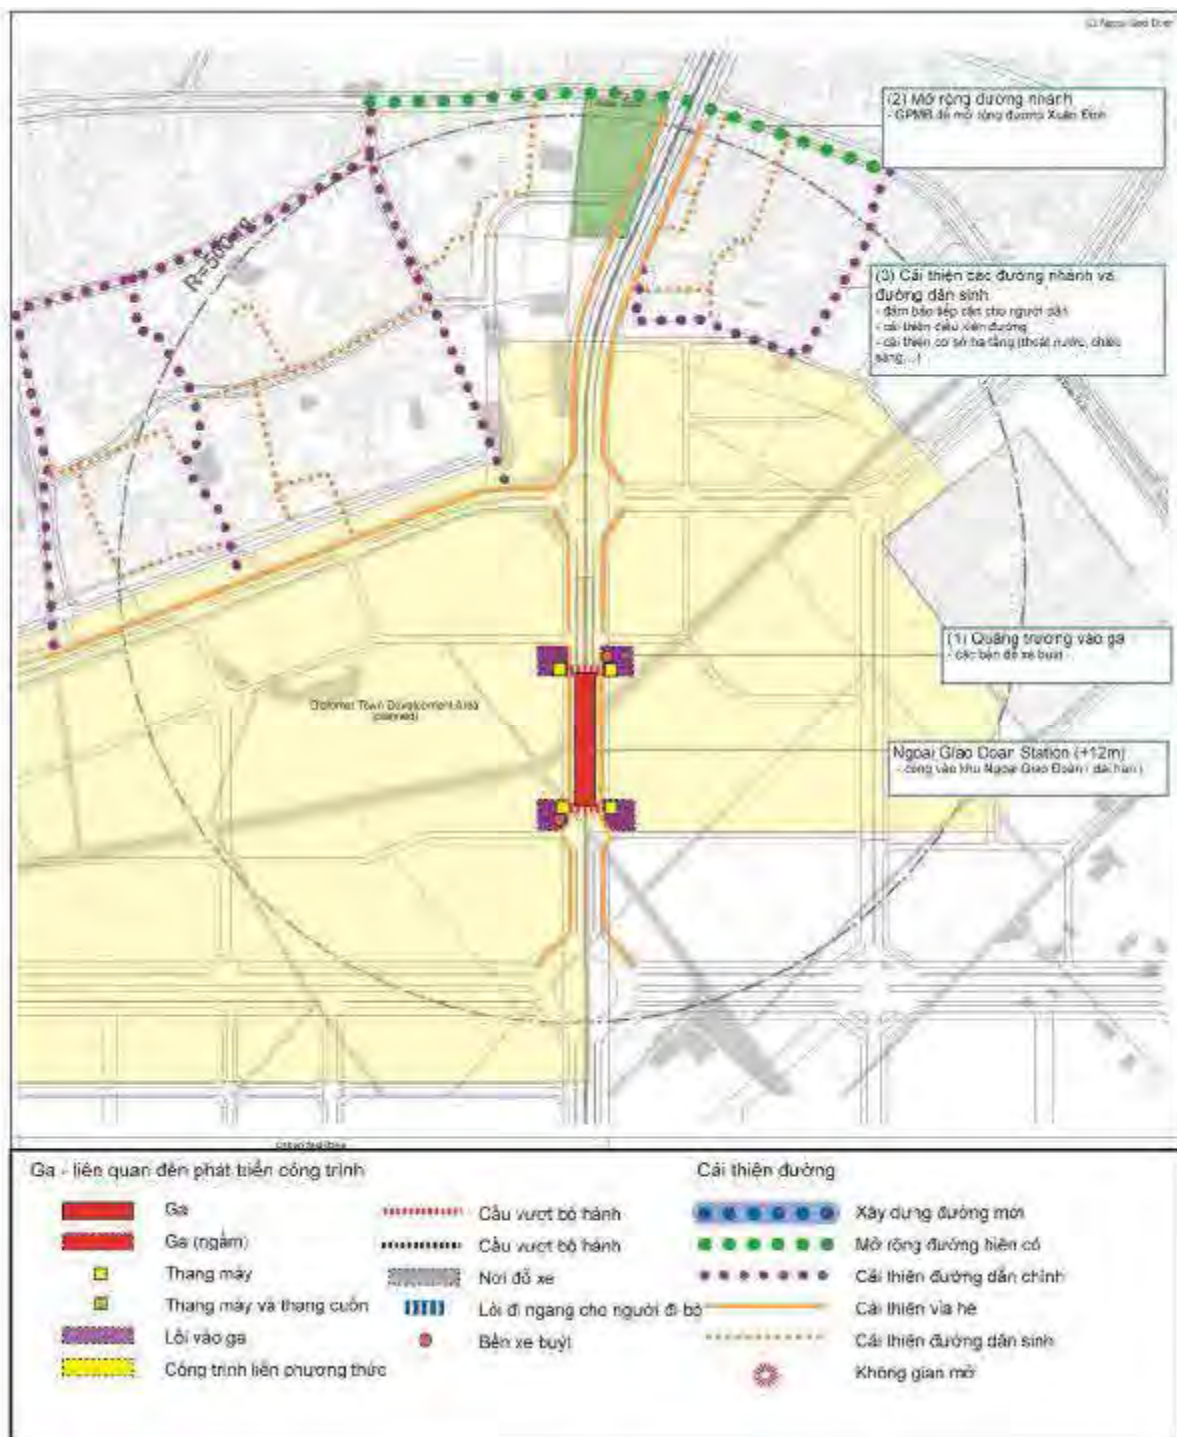 (2) Mở rộng đường nhánh
- GPMB để mở rộng đường Xuân Đỉnh
R=500m
(3) Cải thiện các đường nhánh và
đường dân sinh
- đảm bảo tiếp cận cho người dân
- cải thiện điều kiện đường
- cải thiện cơ sở hạ tầng (thoát nước, chiếu
sáng,...)
(1) Quảng trường vào ga
- các bến đỗ xe buýt
Diplomat Town Development Area
(planned)
Ngoai Giao Doan Station (+12m)
- cổng vào khu Ngoại Giao Đoàn ( dài hạn )
Ga - liên quan đến phát triển công trình
Ga
Ga (ngầm)
Thang máy
Thang máy và thang cuốn
Lối vào ga
Công trình liên phương thức
Cầu vượt bộ hành
Cầu vượt bộ hành
Nơi đỗ xe
Lối đi ngang cho người đi bộ
Bến xe buýt
Cải thiện đường
Xây dựng đường mới
Mở rộng đường hiện có
Cải thiện đường dẫn chính
Cải thiện vỉa hè
Cải thiện đường dân sinh
Không gian mở